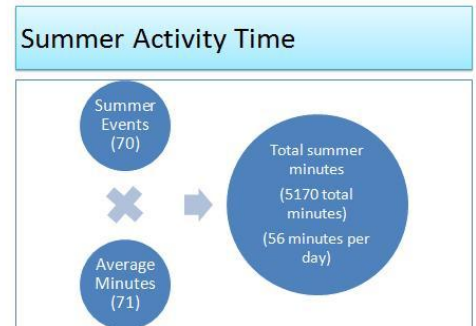 Summer Activity Time
Summer
Events
(70)
Average
Minutes
(71)
Total summer
minutes
(5170 total
minutes)
(56 minutes per
day)